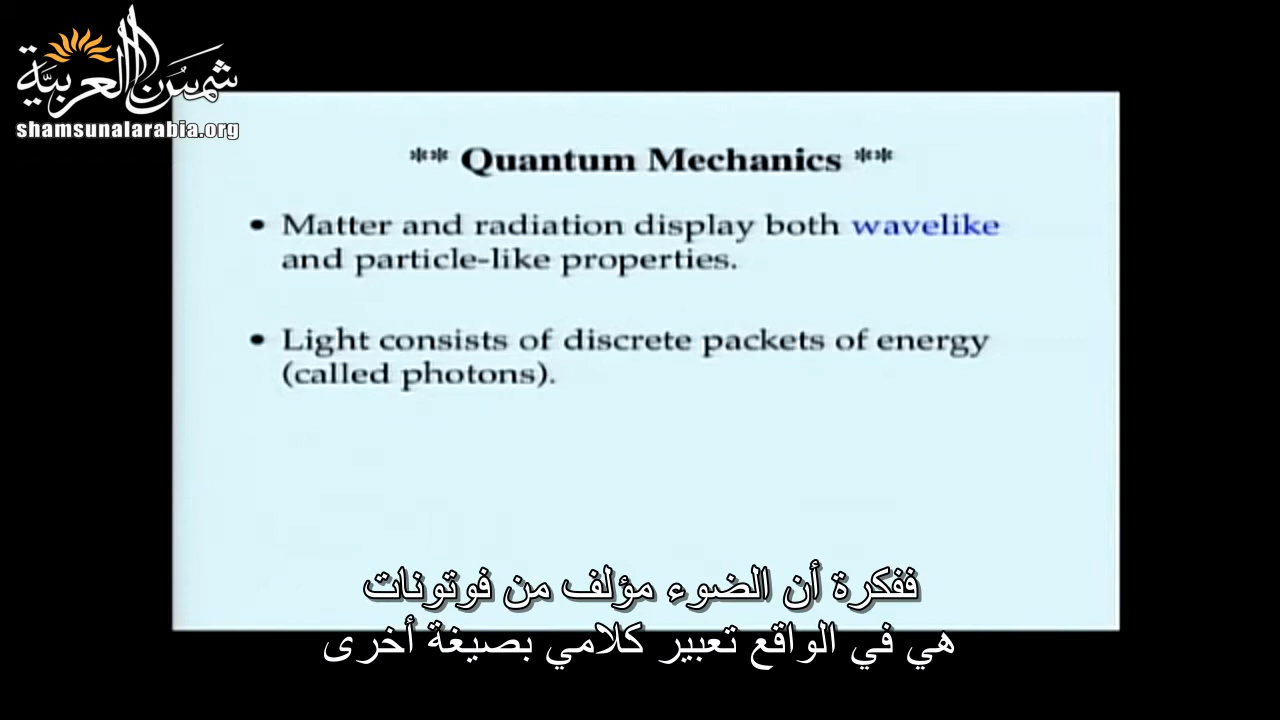 شمسُ العربيّة
shamsunalarabia.org
** Quantum Mechanics **
• Matter and radiation display both wavelike
and particle-like properties.
• Light consists of discrete packets of energy
(called photons).
ففكرة أن الضوء مؤلف من فوتونات
هي في الواقع تعبير كلامي بصيغة أخرى